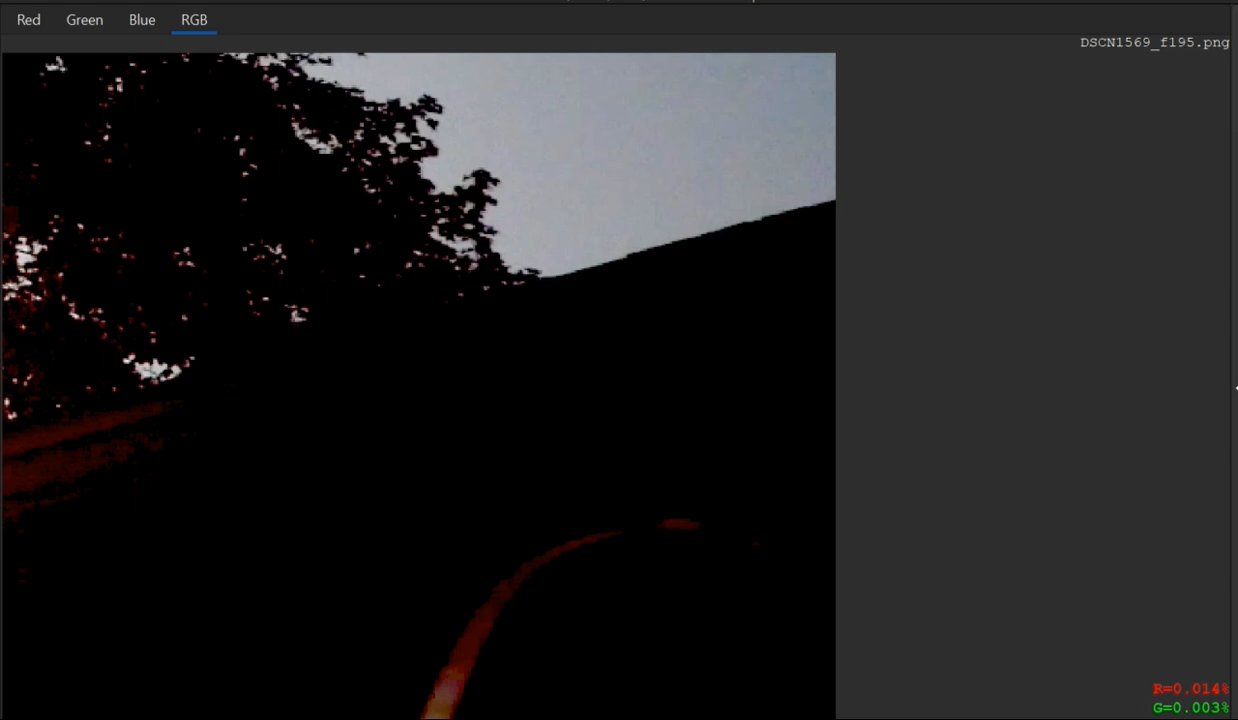 Red Green Blue RGB
DSCN1569_f195.png
R=0.014%
G=0.003%